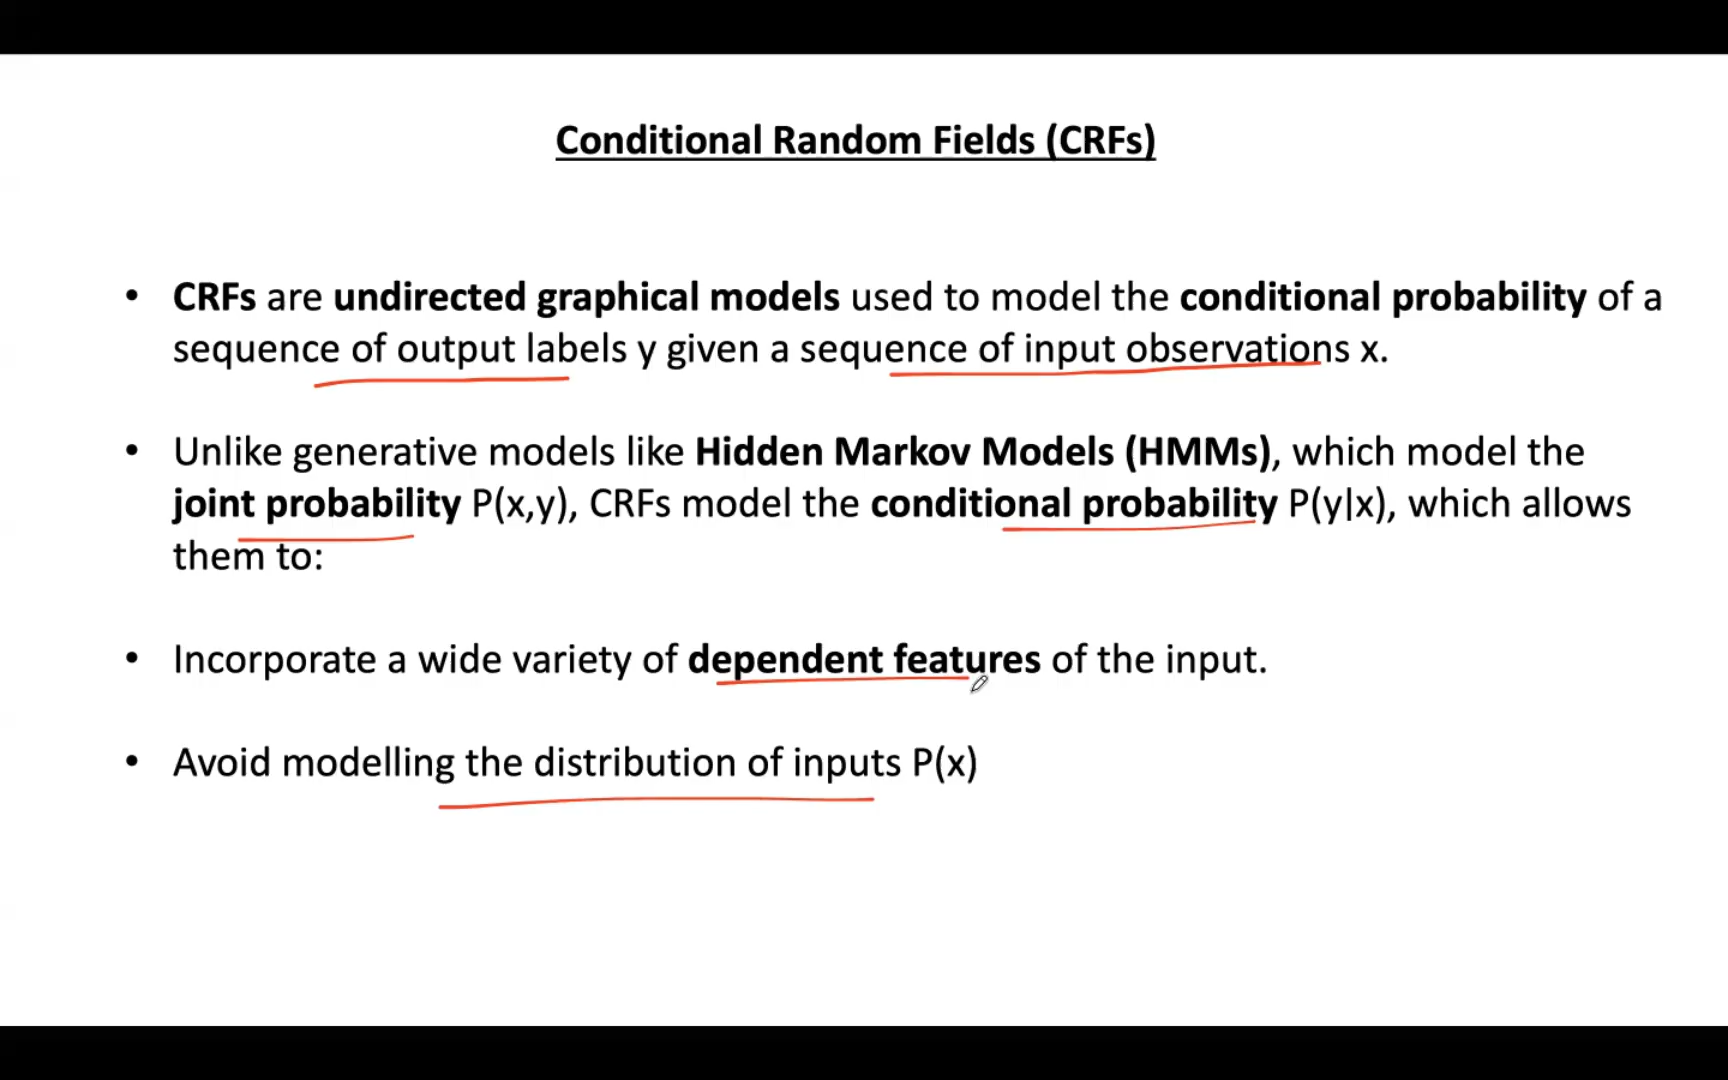 Conditional Random Fields (CRFs)
• CRFs are undirected graphical models used to model the conditional probability of a
sequence of output labels y given a sequence of input observations x.
• Unlike generative models like Hidden Markov Models (HMMs), which model the
joint probability P(x,y), CRFs model the conditional probability P(y|x), which allows
them to:
• Incorporate a wide variety of dependent features of the input.
• Avoid modelling the distribution of inputs P(x)